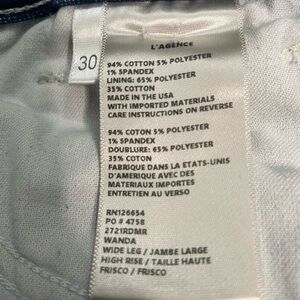 L'AGENCE
30
94% COTTON 5% POLYESTER
1% SPANDEX
LINING: 65% POLYESTER
35% COTTON
MADE IN THE USA
WITH IMPORTED MATERIALS
CARE INSTRUCTIONS ON REVERSE
94% COTON 5% POLYESTER
1% SPANDEX
DOUBLURE: 65% POLYESTER
35% COTON
FABRIQUE DANS LA ETATS-UNIS
D'AMERIQUE AVEC DES
MATERIAUX IMPORTES
ENTRETIEN AU VERSO
RN126654
PO # 4758
2721RDMR
WANDA
WIDE LEG / JAMBE LARGE
HIGH RISE / TAILLE HAUTE
FRISCO / FRISCO